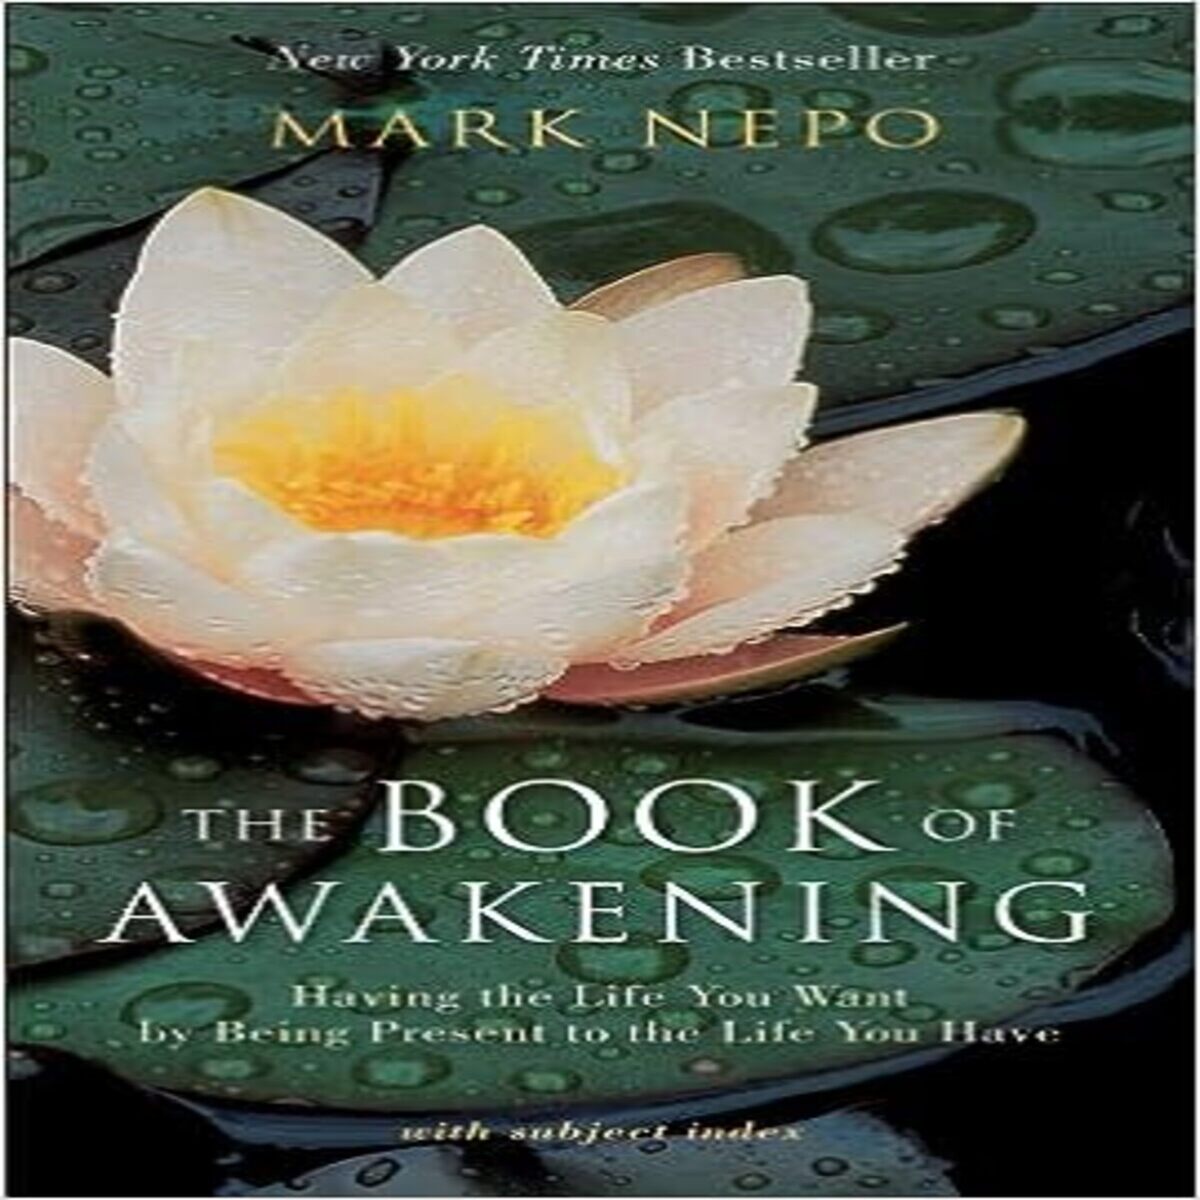 New York Times Bestseller
MARK NEPO
THE BOOK OF
AWAKENING
Having the Life You Want
by Being Present to the Life You Have
with subject index